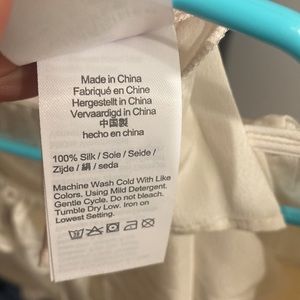 Made in China
Fabriqué en Chine
Hergestellt in China
Vervaardigd in China
中国製
hecho en china
100% Silk / Soie / Seide /
Zijde / 絹 / seda
Machine Wash Cold With Like
Colors. Using Mild Detergent.
Gentle Cycle. Do not bleach.
Tumble Dry Low. Iron on
Lowest Setting.